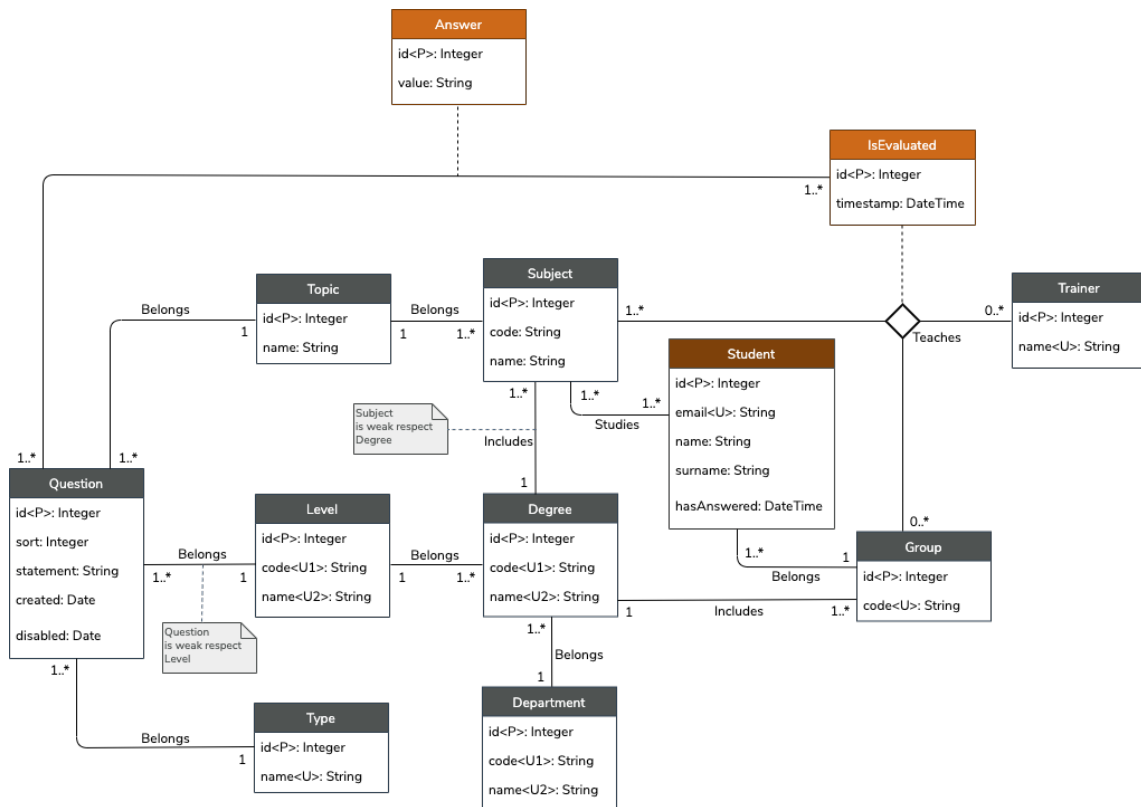 Answer
id<P>: Integer
value: String
IsEvaluated
id<P>: Integer
timestamp: DateTime
1..*
Subject
id<P>: Integer
code: String
name: String
Topic
id<P>: Integer
name: String
Trainer
id<P>: Integer
name<U>: String
Belongs
1
Belongs
1
1..*
1..*
0..*
Teaches
Student
id<P>: Integer
email<U>: String
name: String
surname: String
hasAnswered: DateTime
1..*
1..*
1..*
Studies
Subject
is weak respect
Degree
Includes
1
1..*
1..*
Question
id<P>: Integer
sort: Integer
statement: String
created: Date
disabled: Date
Level
id<P>: Integer
code<U1>: String
name<U2>: String
Degree
id<P>: Integer
code<U1>: String
name<U2>: String
0..*
Group
id<P>: Integer
code<U>: String
Belongs
1..*
1
Belongs
1
1..*
1..*
1
Belongs
1
Includes
1..*
Question
is weak respect
Level
1..*
Belongs
1
Department
id<P>: Integer
code<U1>: String
name<U2>: String
1..*
Belongs
1
Type
id<P>: Integer
name<U>: String